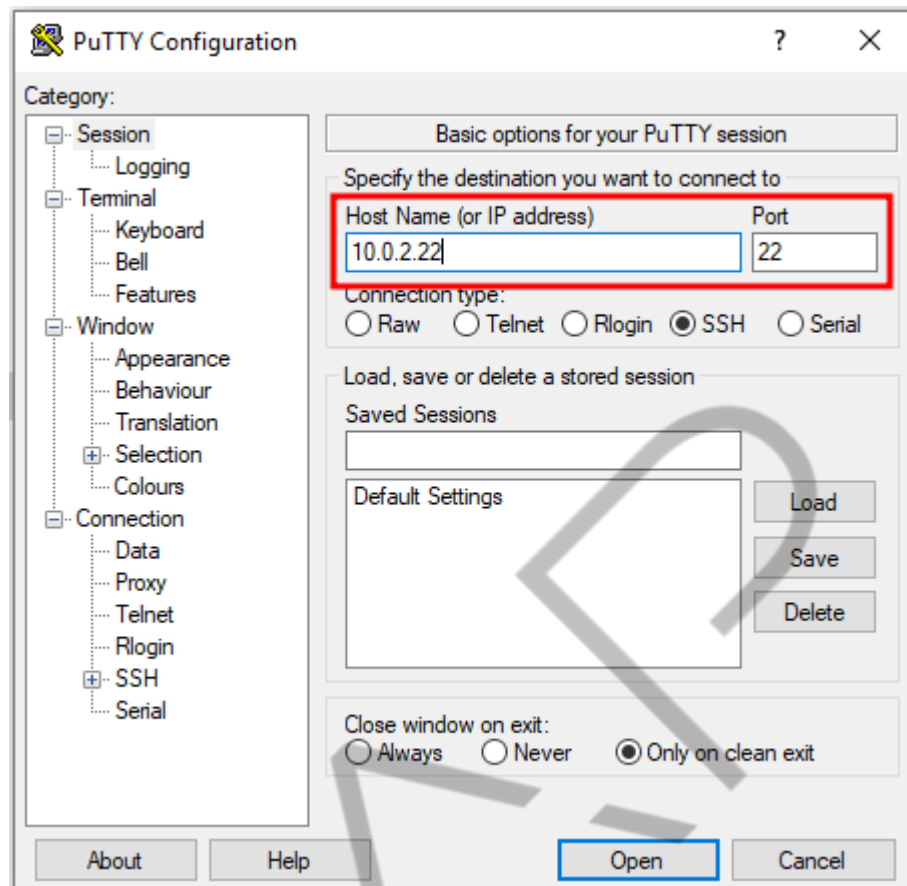 PuTTY Configuration
?
Category:
Session
Logging
Terminal
Keyboard
Bell
Features
Window
Appearance
Behaviour
Translation
Selection
Colours
Connection
Data
Proxy
Telnet
Rlogin
SSH
Serial
Basic options for your PuTTY session
Specify the destination you want to connect to
Host Name (or IP address) Port
10.0.2.22 22
Connection type:
Raw Telnet Rlogin SSH Serial
Load, save or delete a stored session
Saved Sessions
Default Settings
Load
Save
Delete
Close window on exit:
Always Never Only on clean exit
About Help Open Cancel